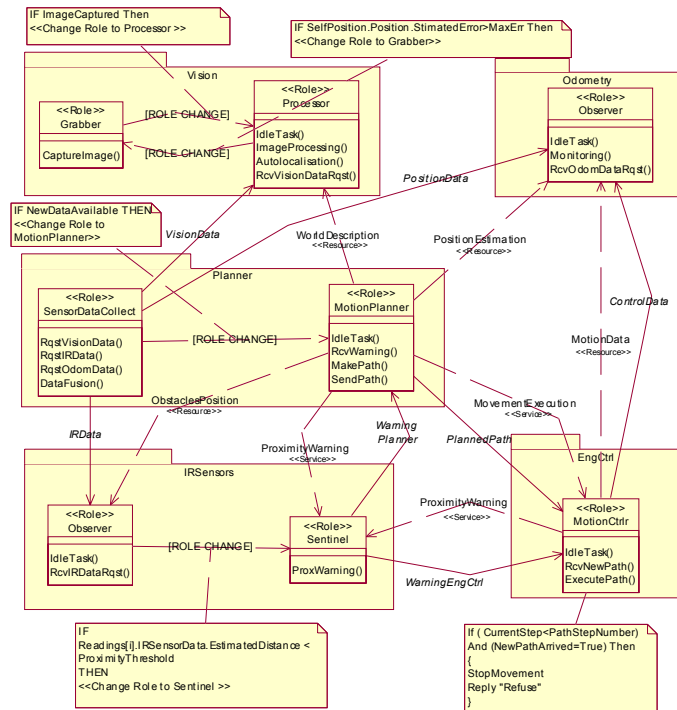 IF ImageCaptured Then
<<Change Role to Processor >>
IF SelfPosition.Position.StimatedError>MaxErr Then
<<Change Role to Grabber>>
Vision
Odometry
<<Role>>
Grabber
CaptureImage()
[ROLE CHANGE]
[ROLE CHANGE]
<<Role>>
Processor
IdleTask()
ImageProcessing()
Autolocalisation()
RcvVisionDataRqst()
<<Role>>
Observer
IdleTask()
Monitoring()
RcvOdomDataRqst()
PositionData
IF NewDataAvailable THEN
<<Change Role to
MotionPlanner>>
VisionData
WorldDescription
<<Resource>>
PositionEstimation
<<Resource>>
Planner
<<Role>>
SensorDataCollect
RqstVisionData()
RqstIRData()
RqstOdomData()
DataFusion()
[ROLE CHANGE]
<<Role>>
MotionPlanner
IdleTask()
RcvWarning()
MakePath()
SendPath()
ControlData
MotionData
<<Resource>>
ObstaclesPosition
<<Resource>>
MovementExecution
<<Service>>
IRData
Warning
Planner
PlannedPath
ProximityWarning
<<Service>>
IRSensors
EngCtrl
<<Role>>
Observer
IdleTask()
RcvIRDataRqst()
[ROLE CHANGE]
<<Role>>
Sentinel
ProxWarning()
ProximityWarning
<<Service>>
<<Role>>
MotionCtrlr
IdleTask()
RcvNewPath()
ExecutePath()
WarningEngCtrl
IF
Readings[i].IRSensorData.EstimatedDistance <
ProximityThreshold
THEN
<<Change Role to Sentinel >>
If ( CurrentStep<PathStepNumber)
And (NewPathArrived=True) Then
{
StopMovement
Reply "Refuse"
}